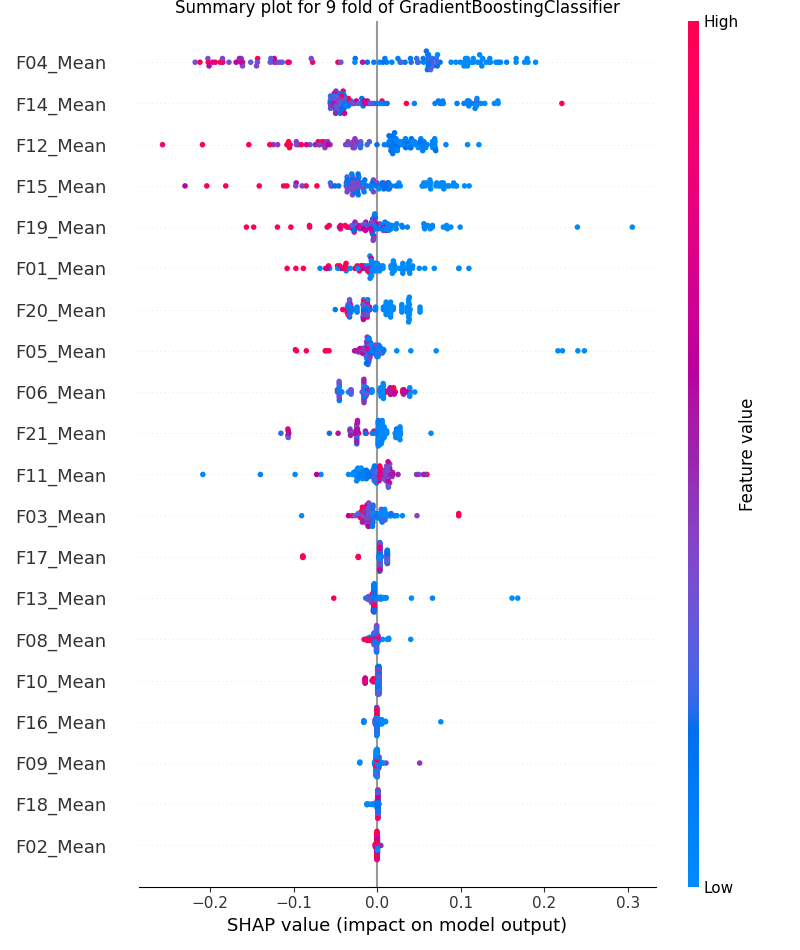 Summary plot for 9 fold of GradientBoostingClassifier
High
F04_Mean
F14_Mean
F12_Mean
F15_Mean
F19_Mean
F01_Mean
F20_Mean
F05_Mean
F06_Mean
F21_Mean
F11_Mean
F03_Mean
F17_Mean
F13_Mean
F08_Mean
F10_Mean
F16_Mean
F09_Mean
F18_Mean
F02_Mean
Feature value
Low
−0.2 −0.1 0.0 0.1 0.2 0.3
SHAP value (impact on model output)